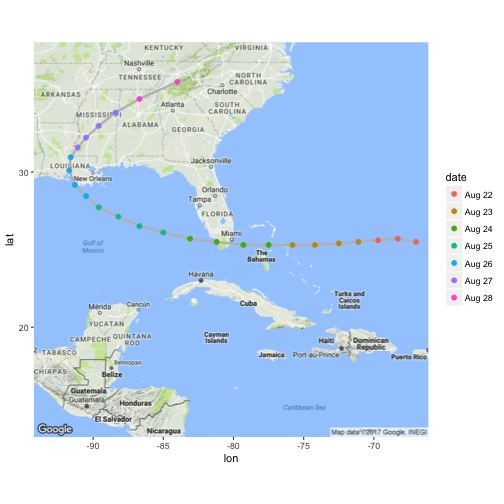 KENTUCKY
VIRGINIA
Nashville
TENNESSEE
NORTH
CAROLINA
Charlotte
ARKANSAS
Atlanta
SOUTH
CAROLINA
MISSISSIPPI
ALABAMA
GEORGIA
LOUISIANA
Jacksonville
New Orleans
Orlando
Tampa
FLORIDA
Gulf of
Mexico
Miami
The
Bahamas
Havana
Cuba
Turks and
Caicos
Islands
Mérida
Cancún
YUCATAN
CAMPECHE
QUINTANA
ROO
Cayman
Islands
Haiti
Dominican
Republic
Jamaica
Port-au-Prince
Puerto Rico
Z
TABASCO
CHIAPAS
Belmopan
Belize
Guatemala
Guatemala
Honduras
El Salvador
Nicaragua
Caribbean Sea
Google
Map data ©2017 Google, INEGI
30
20
lat
-90
-85
-80
-75
-70
lon
date
Aug 22
Aug 23
Aug 24
Aug 25
Aug 26
Aug 27
Aug 28